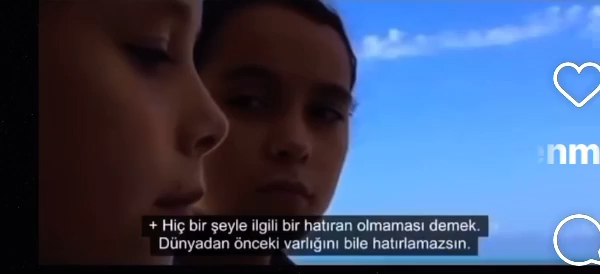 + Hiç bir şeyle ilgili bir hatıran olmaması demek.
Dünyadan önceki varlığını bile hatırlamazsın.